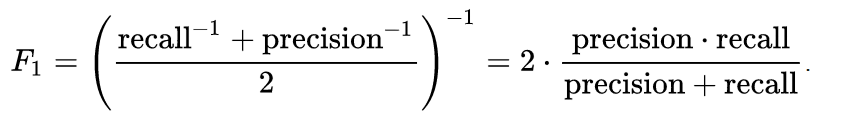 F₁ = ( (recall⁻¹ + precision⁻¹) / 2 )⁻¹ = 2 · (precision · recall) / (precision + recall) .